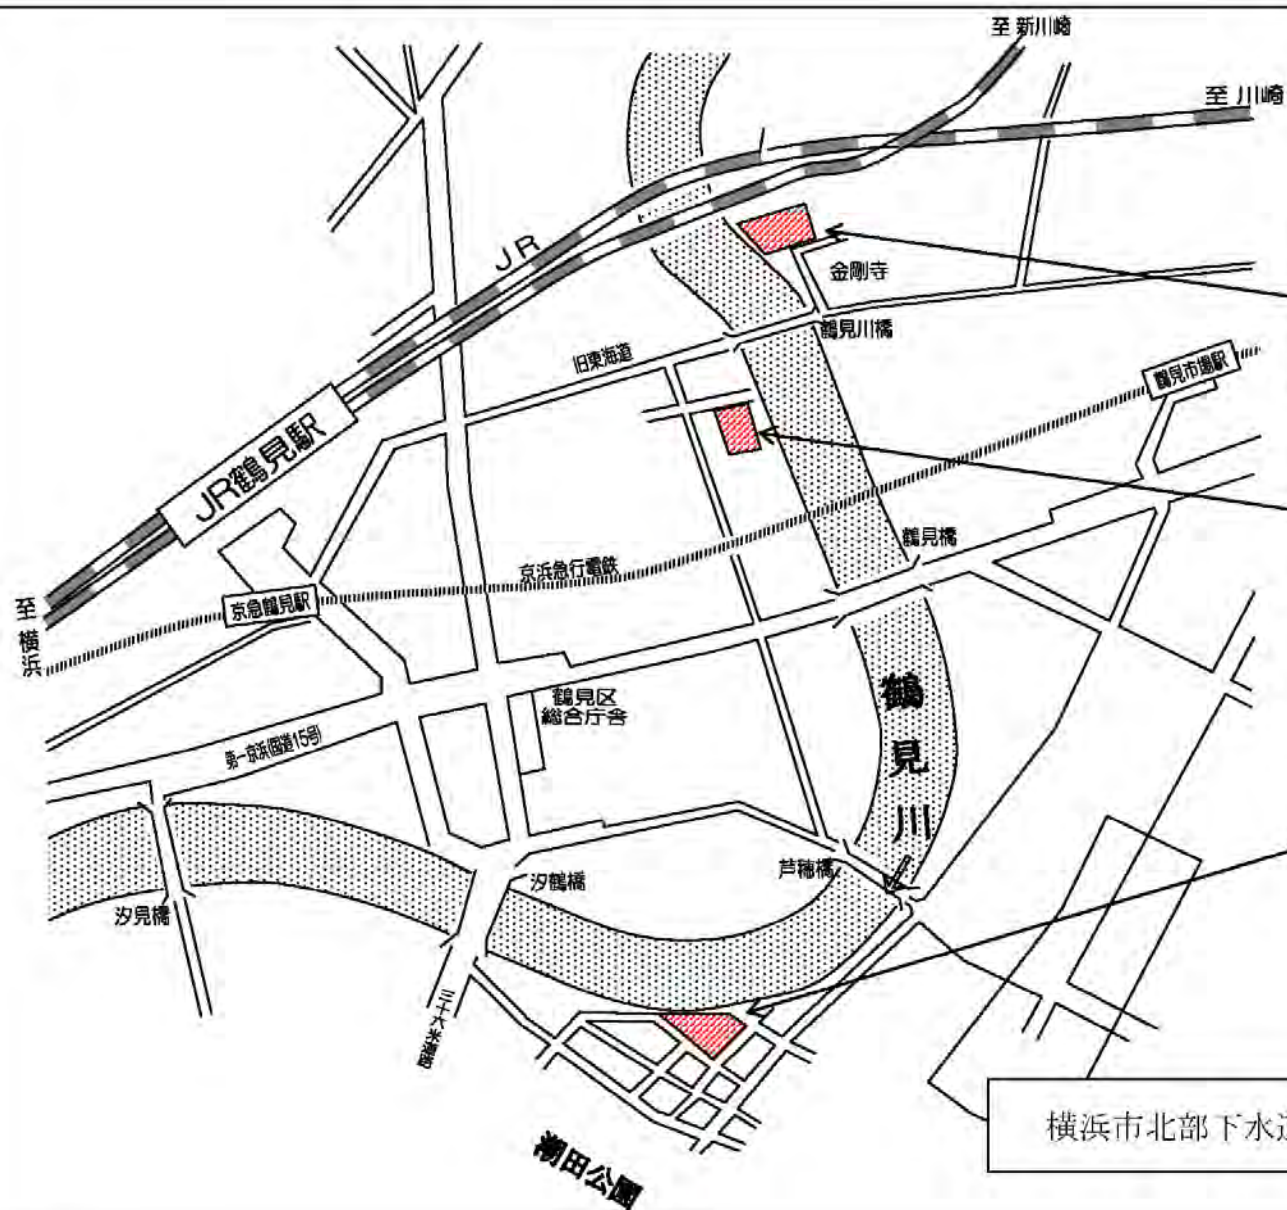 至 新川崎
至 川崎
JR
金剛寺
鶴見川橋
旧東海道
鶴見市場駅
JR鶴見駅
鶴見橋
京浜急行電鉄
京急鶴見駅
至横浜
鶴見区
総合庁舎
鶴見川
第一京浜(国道15号)
芦穂橋
汐鶴橋
汐見橋
三十六米道路
横浜市北部下水
潮田公園